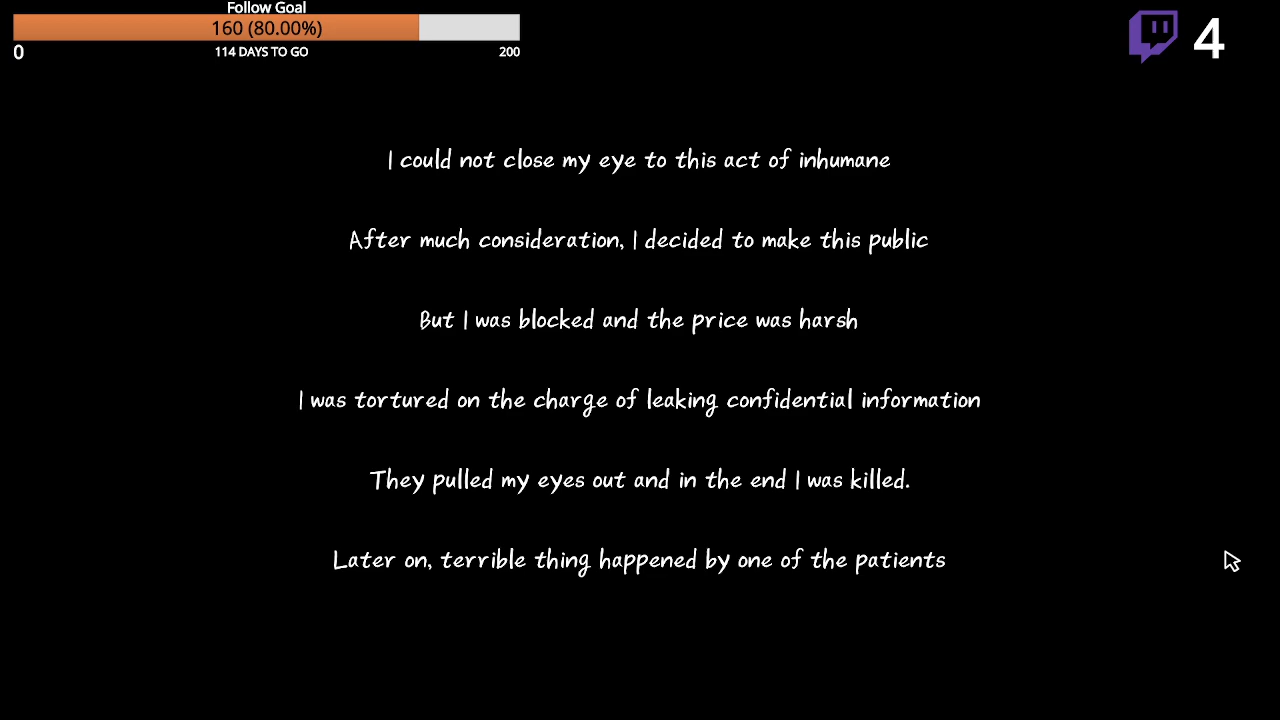 Follow Goal
160 (80.00%)
0
114 DAYS TO GO
200
4
I could not close my eye to this act of inhumane
After much consideration, I decided to make this public
But I was blocked and the price was harsh
I was tortured on the charge of leaking confidential information
They pulled my eyes out and in the end I was killed.
Later on, terrible thing happened by one of the patients